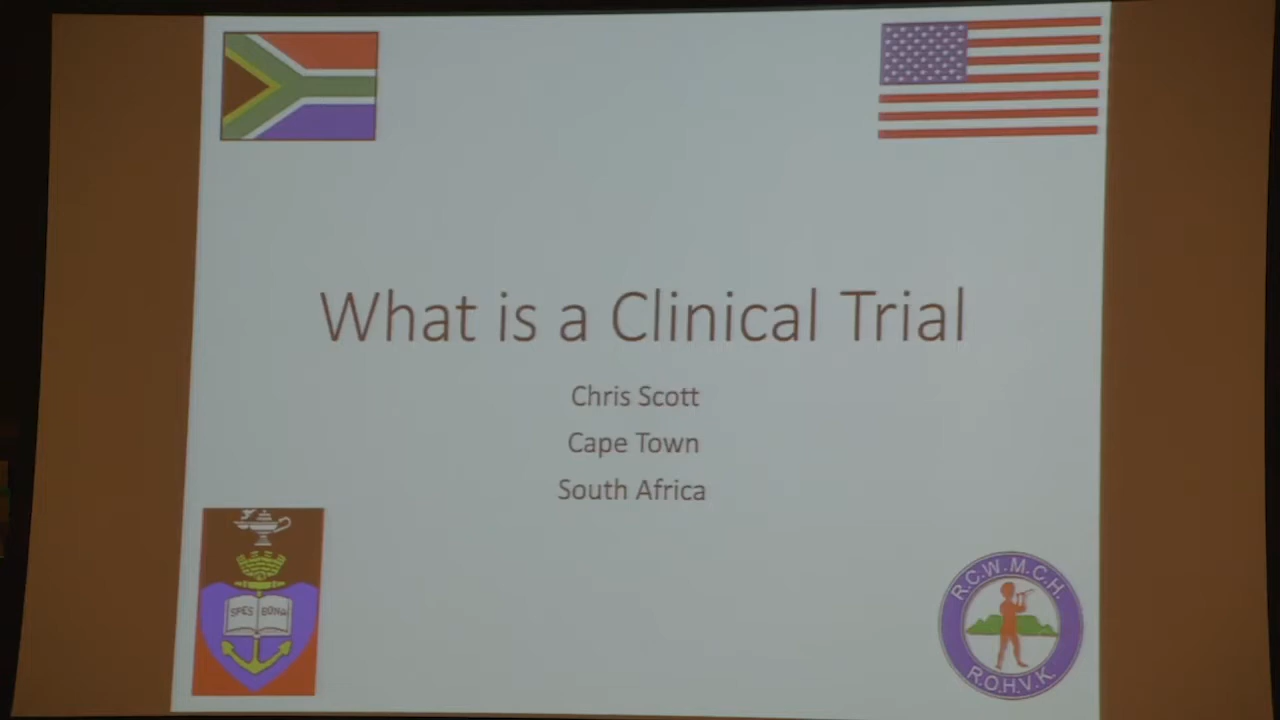 What is a Clinical Trial
Chris Scott
Cape Town
South Africa
SPES BONA
R.C.W.M.C.H.
R.O.H.V.K.